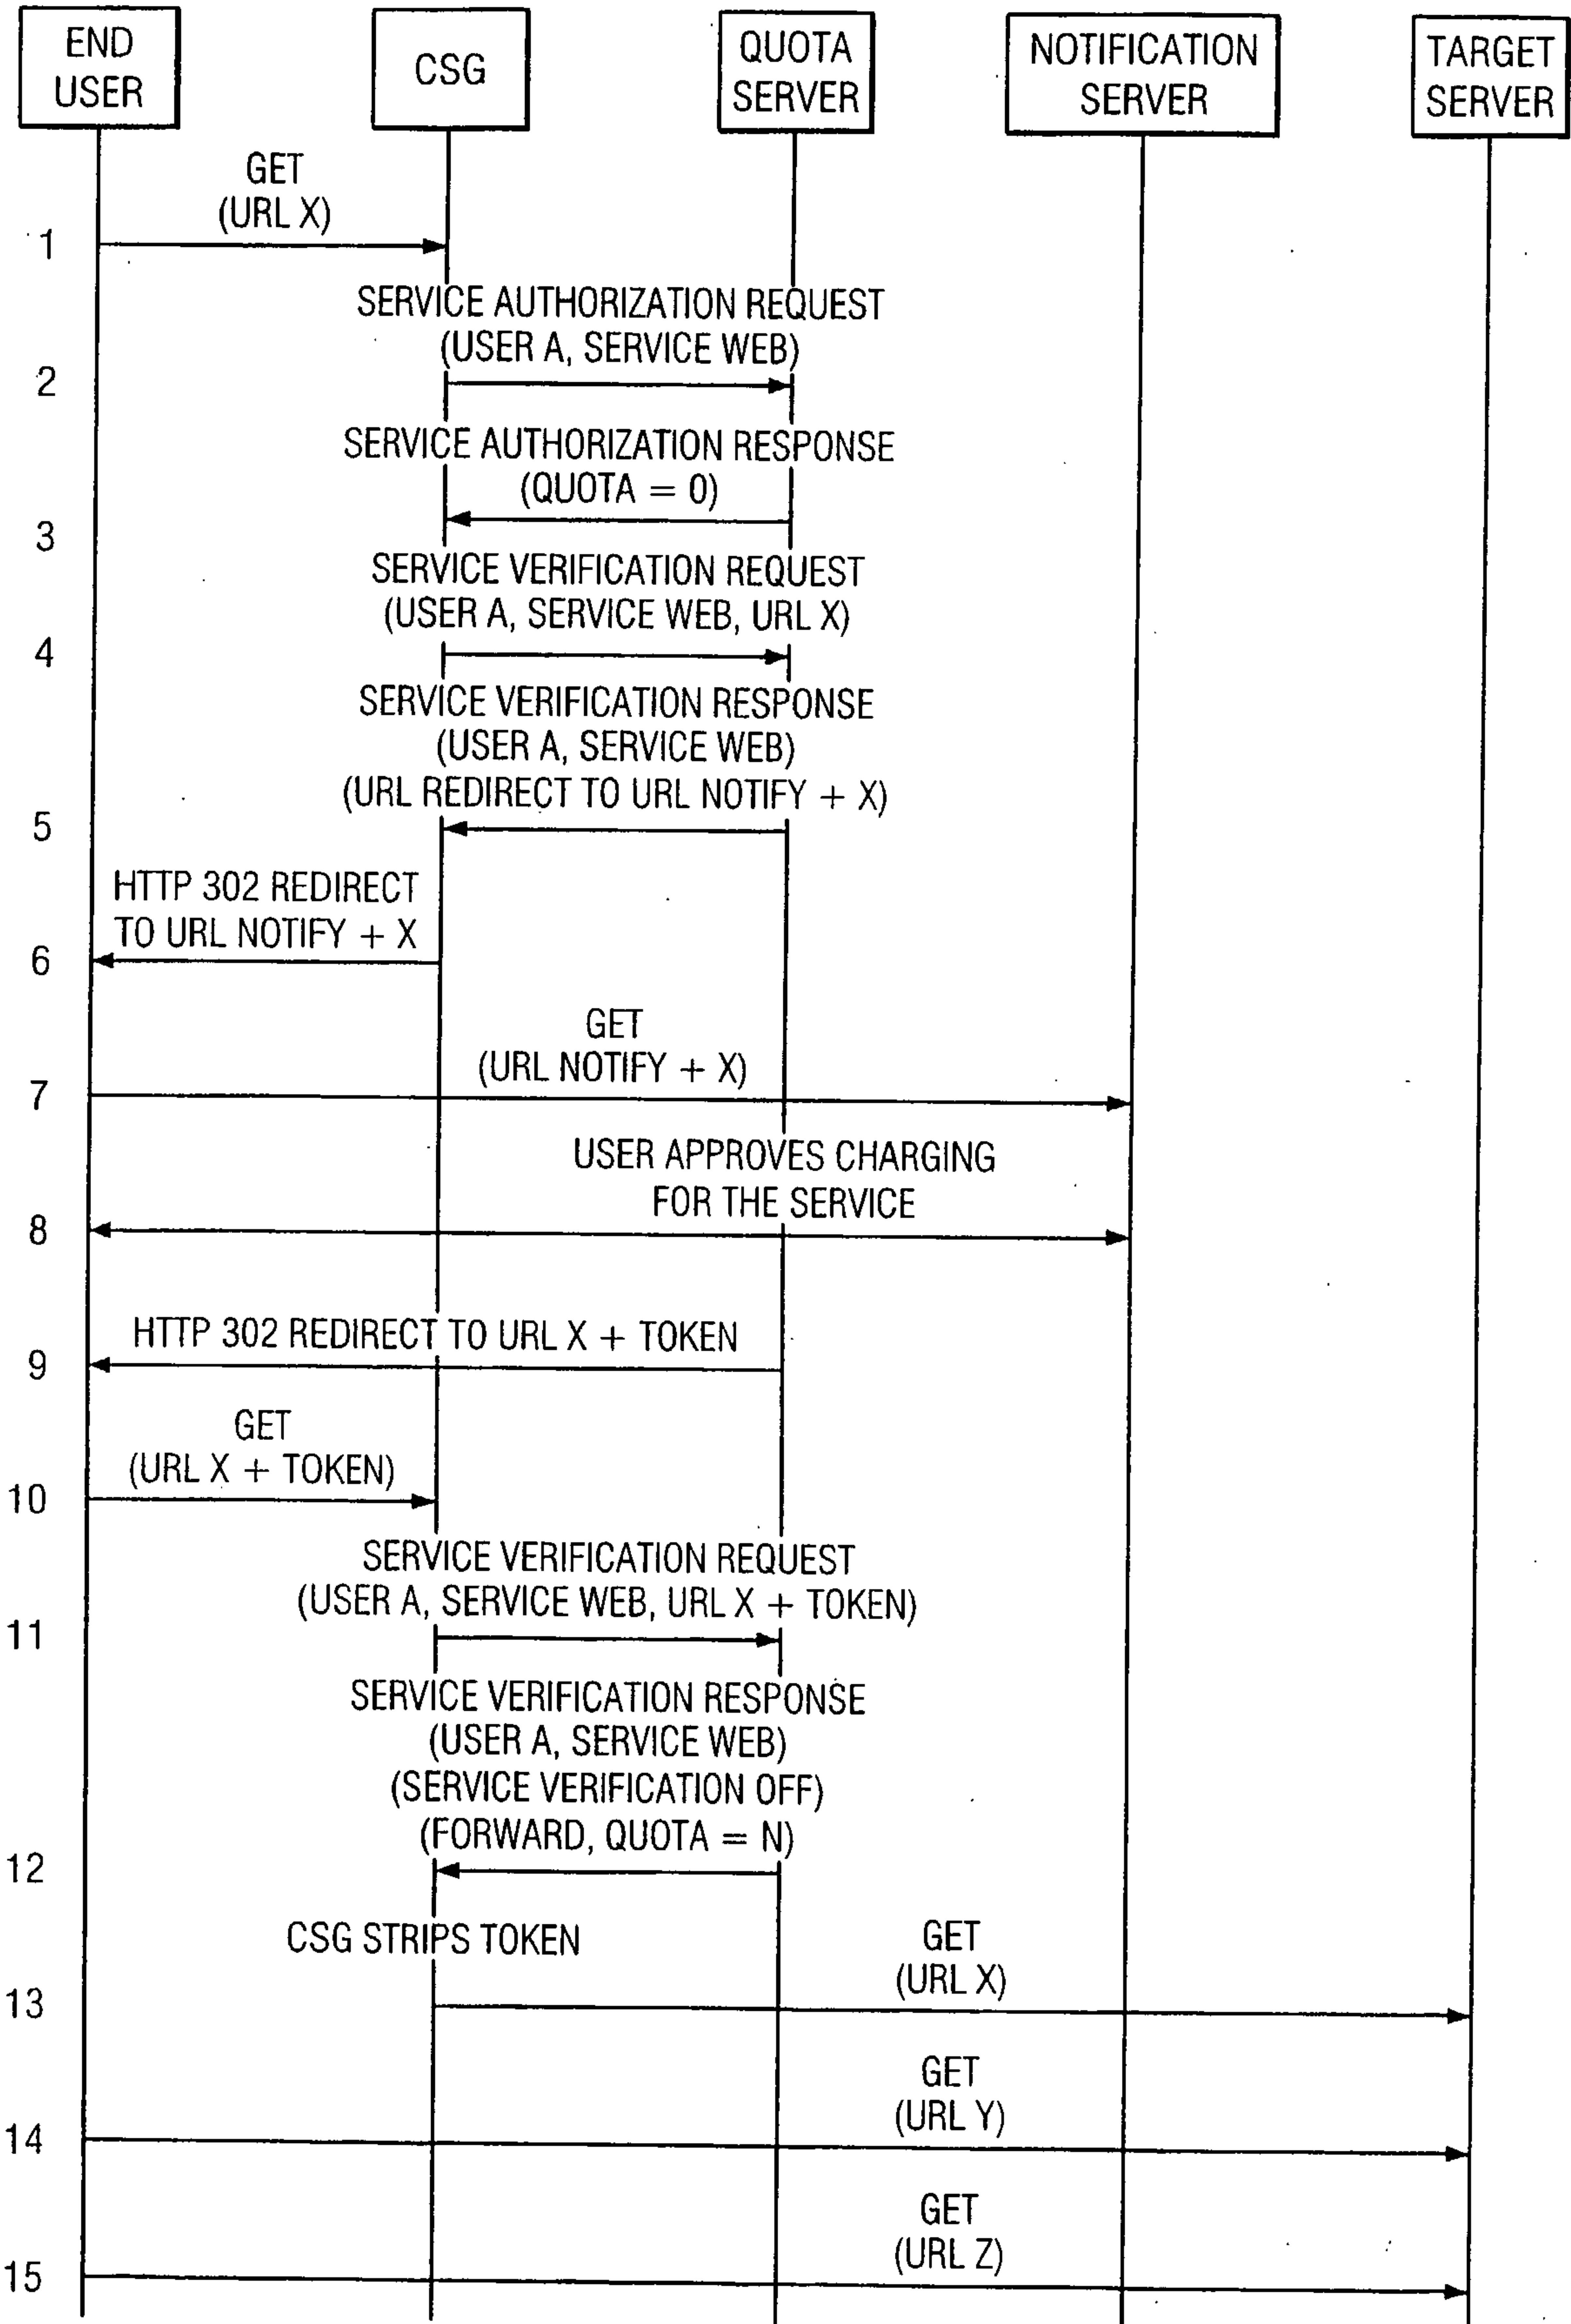 END
USER
CSG
QUOTA
SERVER
NOTIFICATION
SERVER
TARGET
SERVER
GET
(URL X)
1
SERVICE AUTHORIZATION REQUEST
(USER A, SERVICE WEB)
2
SERVICE AUTHORIZATION RESPONSE
(QUOTA = 0)
3
SERVICE VERIFICATION REQUEST
(USER A, SERVICE WEB, URL X)
4
SERVICE VERIFICATION RESPONSE
(USER A, SERVICE WEB)
(URL REDIRECT TO URL NOTIFY + X)
5
HTTP 302 REDIRECT
TO URL NOTIFY + X
6
GET
(URL NOTIFY + X)
7
USER APPROVES CHARGING
FOR THE SERVICE
8
HTTP 302 REDIRECT TO URL X + TOKEN
9
GET
(URL X + TOKEN)
10
SERVICE VERIFICATION REQUEST
(USER A, SERVICE WEB, URL X + TOKEN)
11
SERVICE VERIFICATION RESPONSE
(USER A, SERVICE WEB)
(SERVICE VERIFICATION OFF)
(FORWARD, QUOTA = N)
12
CSG STRIPS TOKEN
GET
(URL X)
13
GET
(URL Y)
14
GET
(URL Z)
15